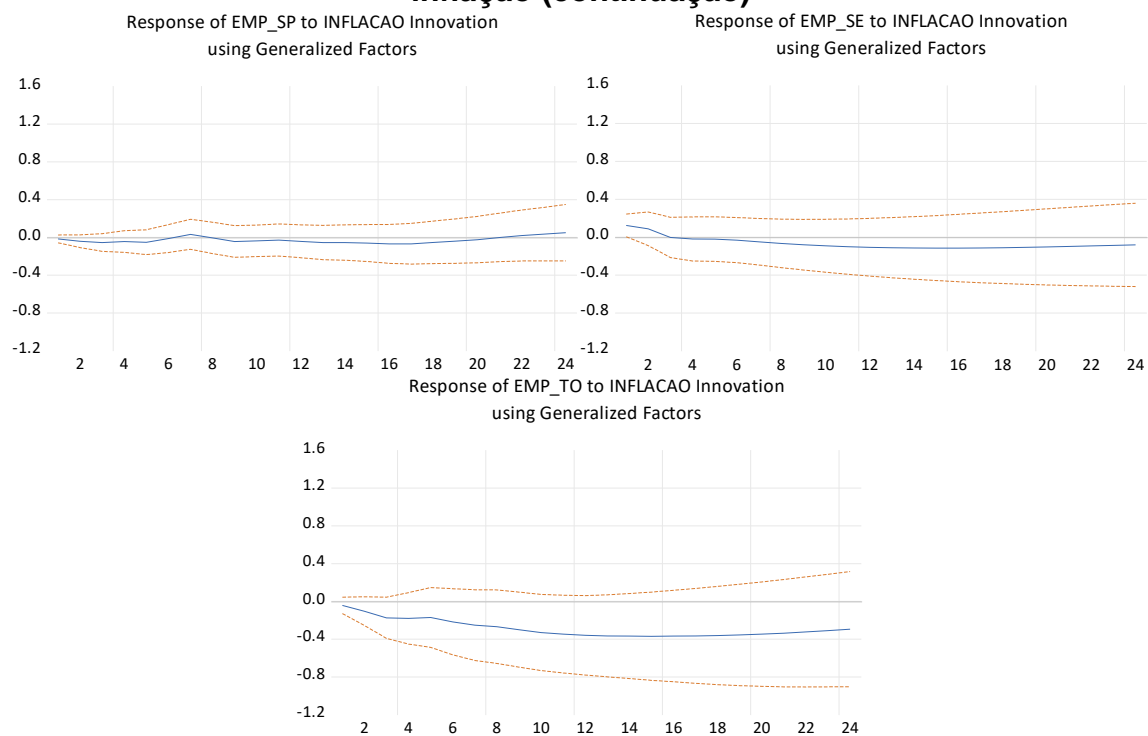 Inflação (continuação)
Response of EMP_SP to INFLACAO Innovation
using Generalized Factors
1.6
1.2
0.8
0.4
0.0
-0.4
-0.8
-1.2
2 4 6 8 10 12 14 16 18 20 22 24
Response of EMP_SE to INFLACAO Innovation
using Generalized Factors
1.6
1.2
0.8
0.4
0.0
-0.4
-0.8
-1.2
2 4 6 8 10 12 14 16 18 20 22 24
Response of EMP_TO to INFLACAO Innovation
using Generalized Factors
1.6
1.2
0.8
0.4
0.0
-0.4
-0.8
-1.2
2 4 6 8 10 12 14 16 18 20 22 24